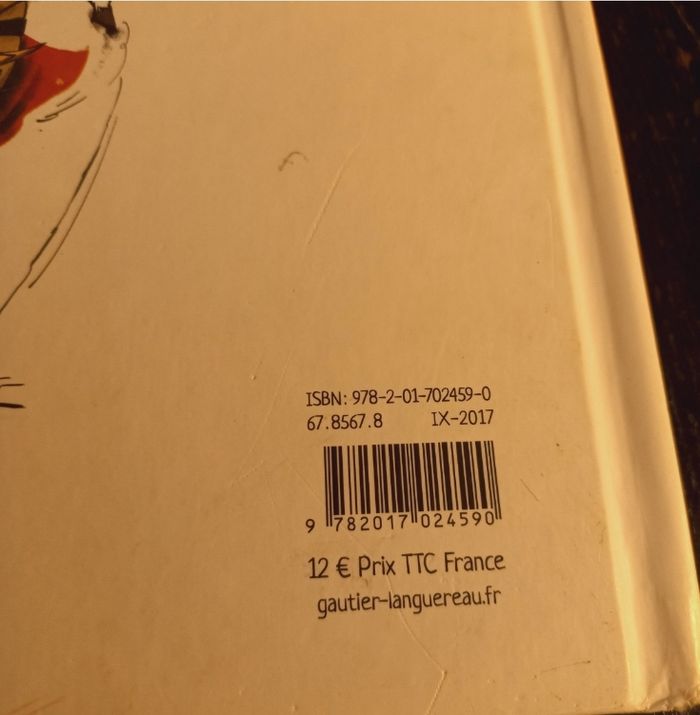 ISBN: 978-2-01-702459-0
67.8567.8 IX-2017
9 782017 024590
12 € Prix TTC France
gautier-languereau.fr